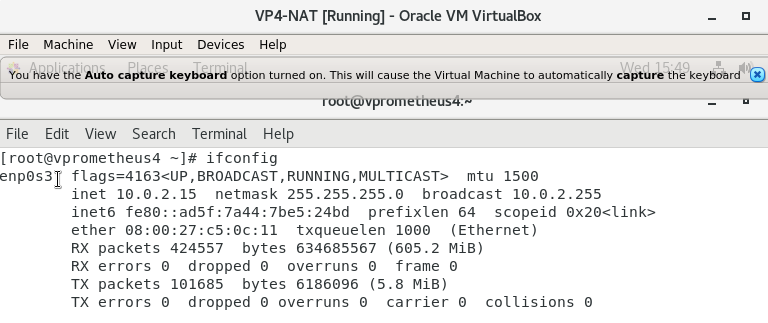 VP4-NAT [Running] - Oracle VM VirtualBox
File Machine View Input Devices Help
Applications Places Terminal Wed 15:49
You have the Auto capture keyboard option turned on. This will cause the Virtual Machine to automatically capture the keyboard
root@vprometheus4:~
File Edit View Search Terminal Help
[root@vprometheus4 ~]# ifconfig
enp0s3: flags=4163<UP,BROADCAST,RUNNING,MULTICAST> mtu 1500
inet 10.0.2.15 netmask 255.255.255.0 broadcast 10.0.2.255
inet6 fe80::ad5f:7a44:7be5:24bd prefixlen 64 scopeid 0x20<link>
ether 08:00:27:c5:0c:11 txqueuelen 1000 (Ethernet)
RX packets 424557 bytes 634685567 (605.2 MiB)
RX errors 0 dropped 0 overruns 0 frame 0
TX packets 101685 bytes 6186096 (5.8 MiB)
TX errors 0 dropped 0 overruns 0 carrier 0 collisions 0